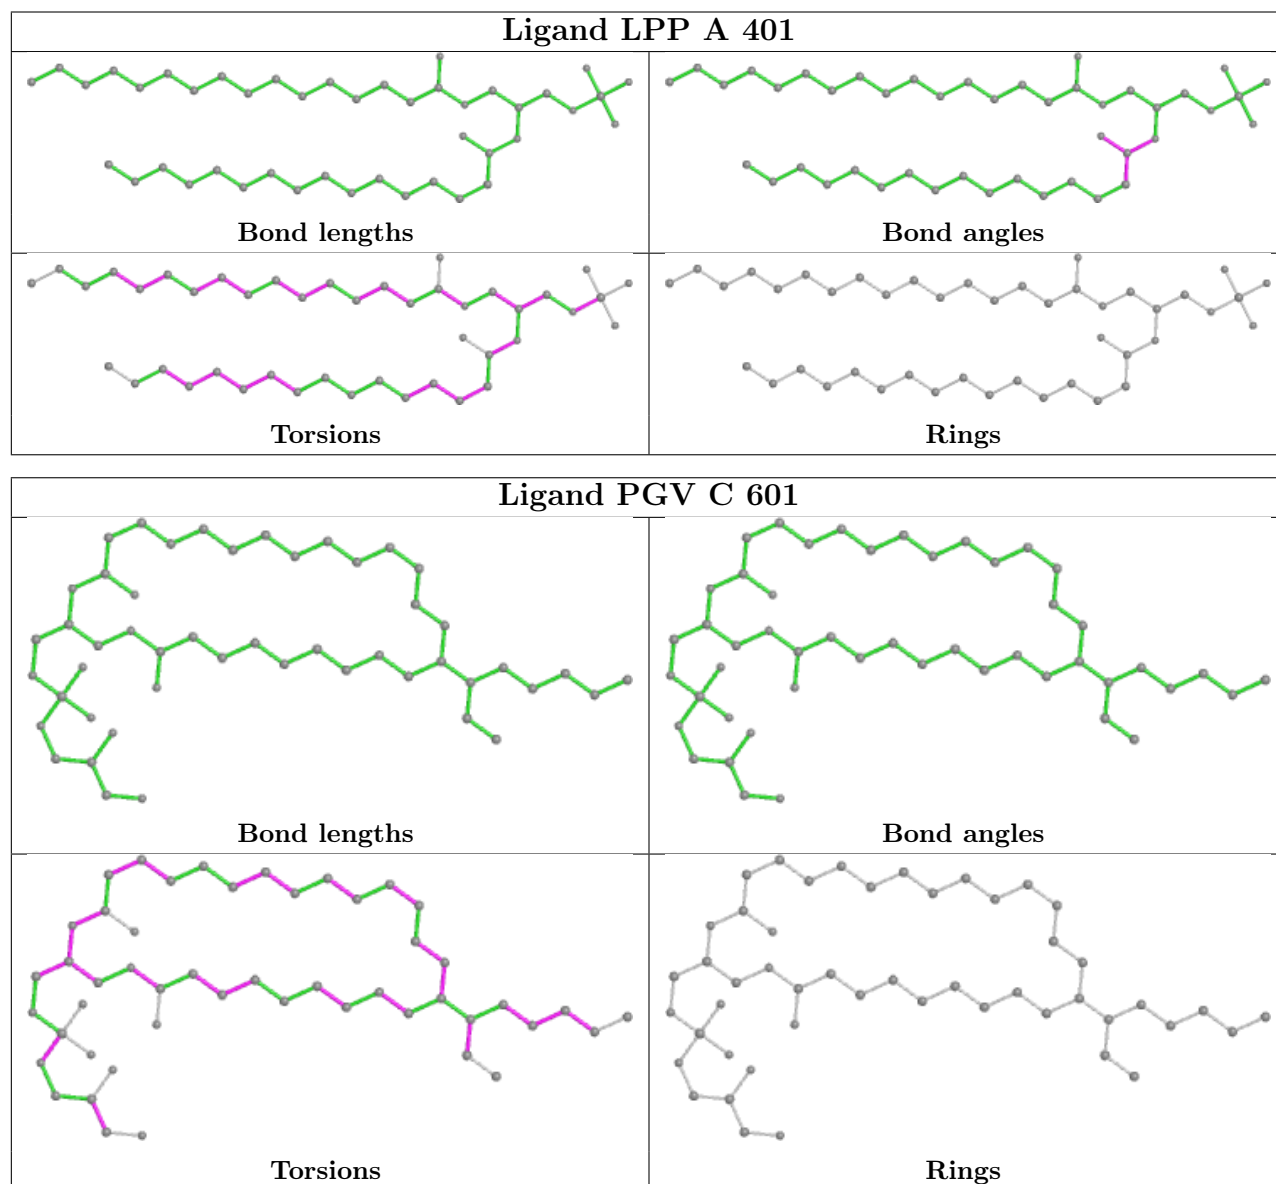 Ligand LPP A 401
Bond lengths
Bond angles
Torsions
Rings
Ligand PGV C 601
Bond lengths
Bond angles
Torsions
Rings